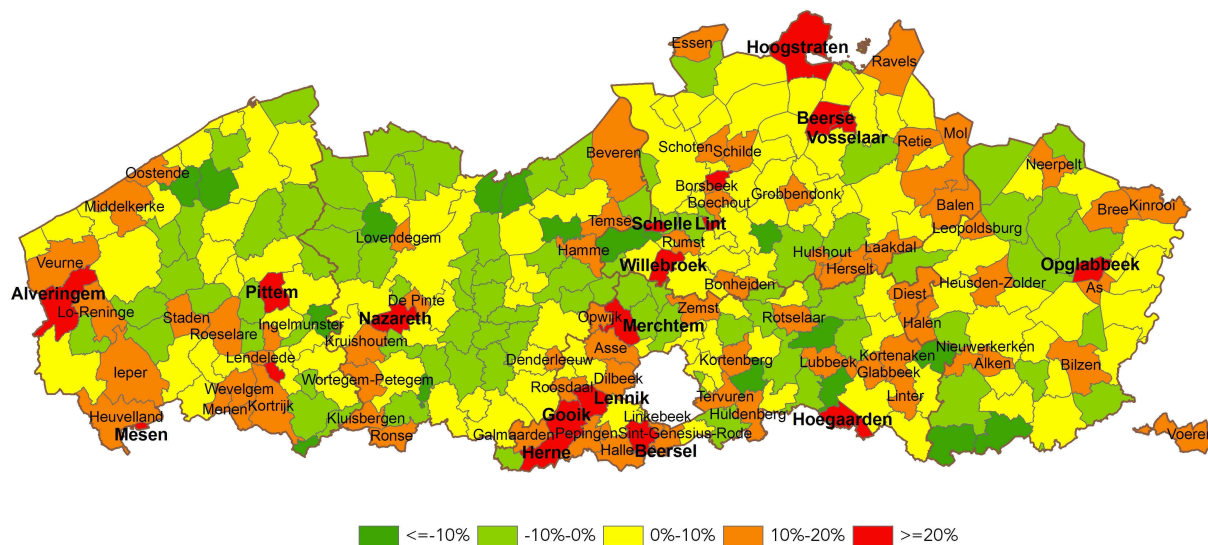 Essen
Hoogstraten
Ravels
Beerse
Vosselaar
Schoten
Schilde
Beveren
Retie
Mol
Neerpelt
Oostende
Borsbeek
Boechout
Grobbendonk
Middelkerke
Balen
Bree
Kinrooi
Temse
Schelle
Lint
Leopoldsburg
Lovendegem
Hamme
Rumst
Hulshout
Laakdal
Veurne
Willebroek
Herselt
Opglabbeek
Alveringem
Pittem
Bonheiden
Heusden-Zolder
As
Lo-Reninge
De Pinte
Diest
Staden
Nazareth
Opwijk
Zemst
Rotselaar
Halen
Roeselare
Ingelmunster
Merchtem
Kruishoutem
Asse
Nieuwerkerken
Lendelede
Denderleeuw
Kortenberg
Lubbeek
Kortenaken
Alken
Bilzen
Ieper
Wortegem-Petegem
Dilbeek
Glabbeek
Wevelgem
Roosdaal
Lennik
Tervuren
Linter
Menen
Kortrijk
Gooik
Linkebeek
Huldenberg
Heuvelland
Kluisbergen
Hoegaarden
Mesen
Ronse
Galmaarden
Pepingen
Sint-Genesius-Rode
Voeren
Herne
Halle
Beersel
<=-10% -10%-0% 0%-10% 10%-20% >=20%